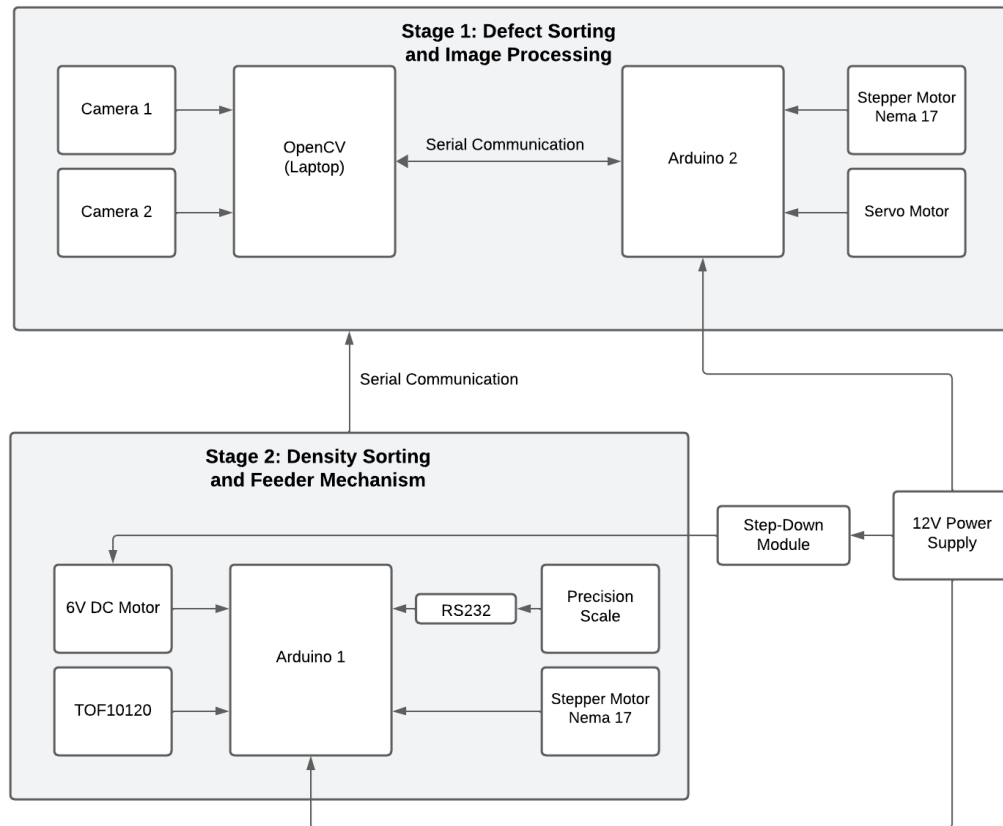 Stage 1: Defect Sorting
and Image Processing
Camera 1
Camera 2
OpenCV
(Laptop)
Serial Communication
Arduino 2
Stepper Motor
Nema 17
Servo Motor
Serial Communication
Stage 2: Density Sorting
and Feeder Mechanism
Step-Down
Module
12V Power
Supply
6V DC Motor
TOF10120
Arduino 1
RS232
Precision
Scale
Stepper Motor
Nema 17